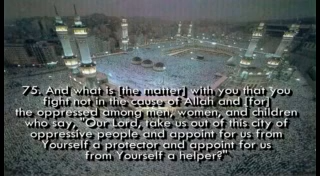 75. And what is [the matter] with you that you
fight not in the cause of Allah and [for]
the oppressed among men, women, and children
who say, "Our Lord, take us out of this city of
oppressive people and appoint for us from
Yourself a protector and appoint for us
from Yourself a helper?"